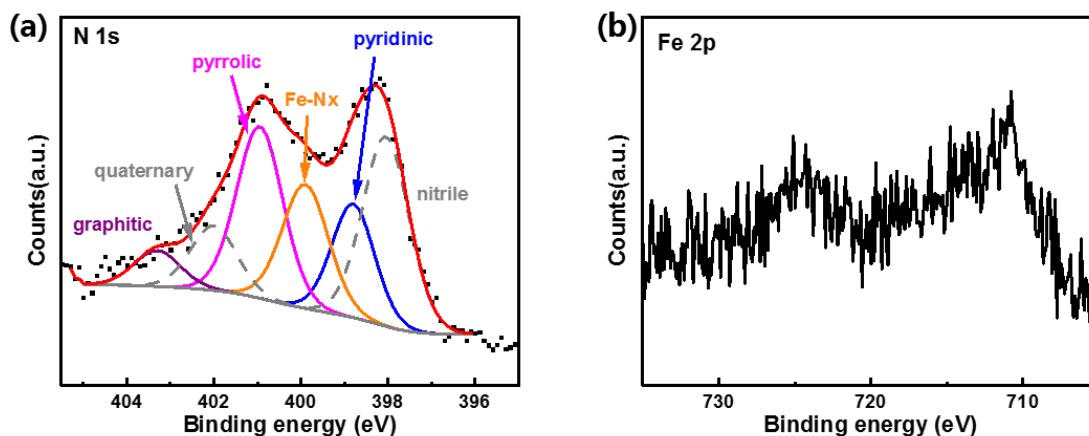 (a)
N 1s
pyridinic
pyrrolic
Fe-Nx
quaternary
nitrile
graphitic
Counts(a.u.)
404 402 400 398 396
Binding energy (eV)
(b)
Fe 2p
Counts(a.u.)
730 720 710
Binding energy (eV)